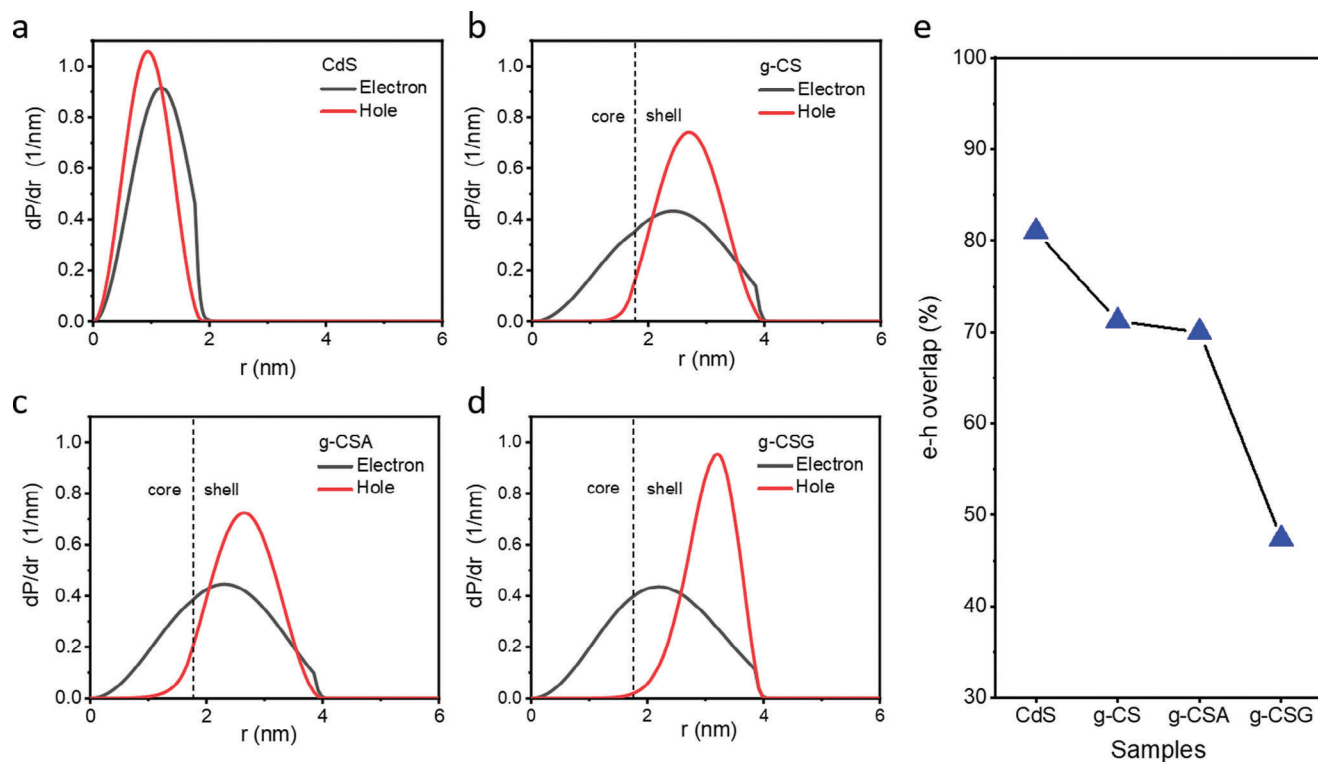 a
CdS
Electron
Hole
dP/dr (1/nm)
1.0
0.8
0.6
0.4
0.2
0.0
0
2
4
6
r (nm)
b
g-CS
Electron
Hole
core
shell
dP/dr (1/nm)
1.0
0.8
0.6
0.4
0.2
0.0
0
2
4
6
r (nm)
c
g-CSA
Electron
Hole
core
shell
dP/dr (1/nm)
1.0
0.8
0.6
0.4
0.2
0.0
0
2
4
6
r (nm)
d
g-CSG
Electron
Hole
core
shell
dP/dr (1/nm)
1.0
0.8
0.6
0.4
0.2
0.0
0
2
4
6
r (nm)
e
e-h overlap (%)
100
90
80
70
60
50
40
30
CdS
g-CS
g-CSA
g-CSG
Samples